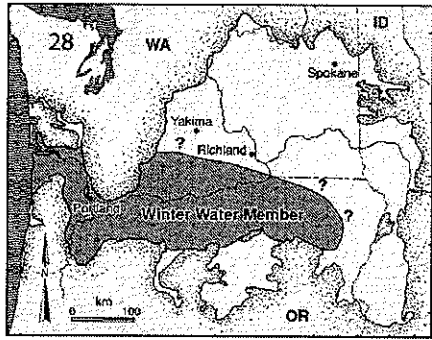 28
WA
ID
Spokane
Yakima
?
Richland
?
?
Portland
Winter Water Member
N
km
0 100
OR